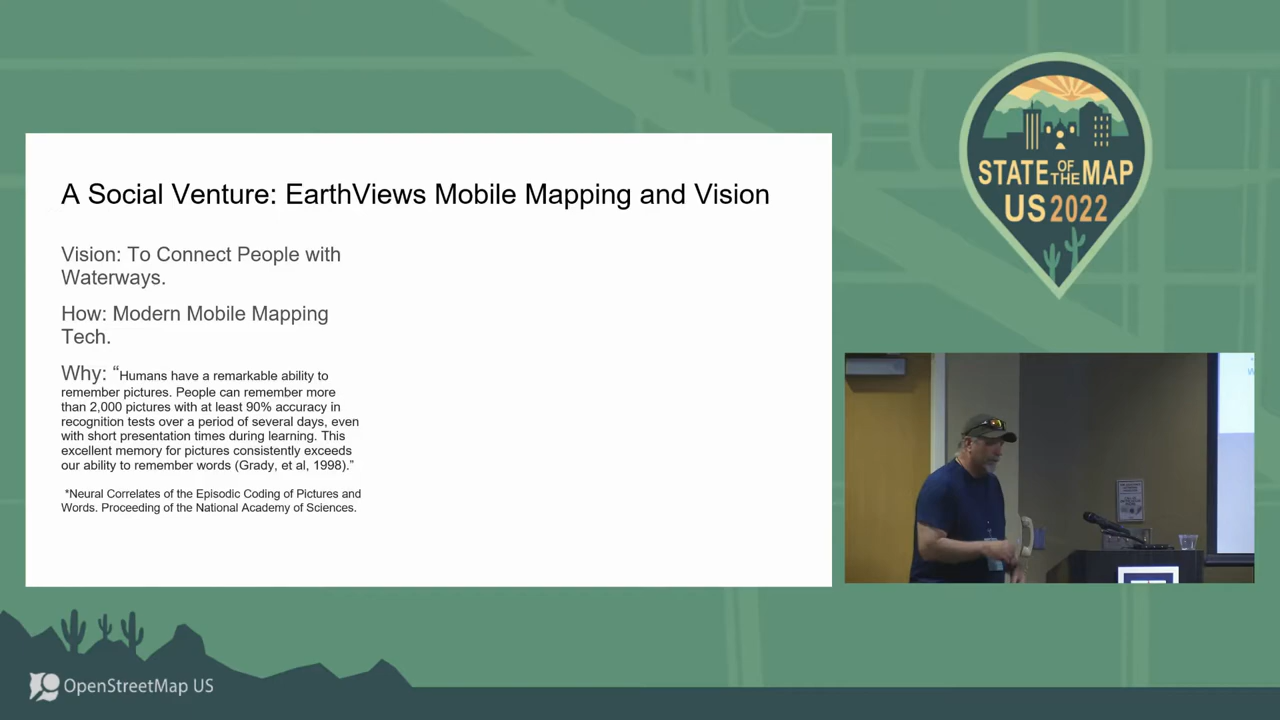 A Social Venture: EarthViews Mobile Mapping and Vision
Vision: To Connect People with
Waterways.
How: Modern Mobile Mapping
Tech.
Why: “Humans have a remarkable ability to
remember pictures. People can remember more
than 2,000 pictures with at least 90% accuracy in
recognition tests over a period of several days, even
with short presentation times during learning. This
excellent memory for pictures consistently exceeds
our ability to remember words (Grady, et al, 1998).”
*Neural Correlates of the Episodic Coding of Pictures and
Words. Proceeding of the National Academy of Sciences.
STATE OF THE MAP
US 2022
OpenStreetMap US